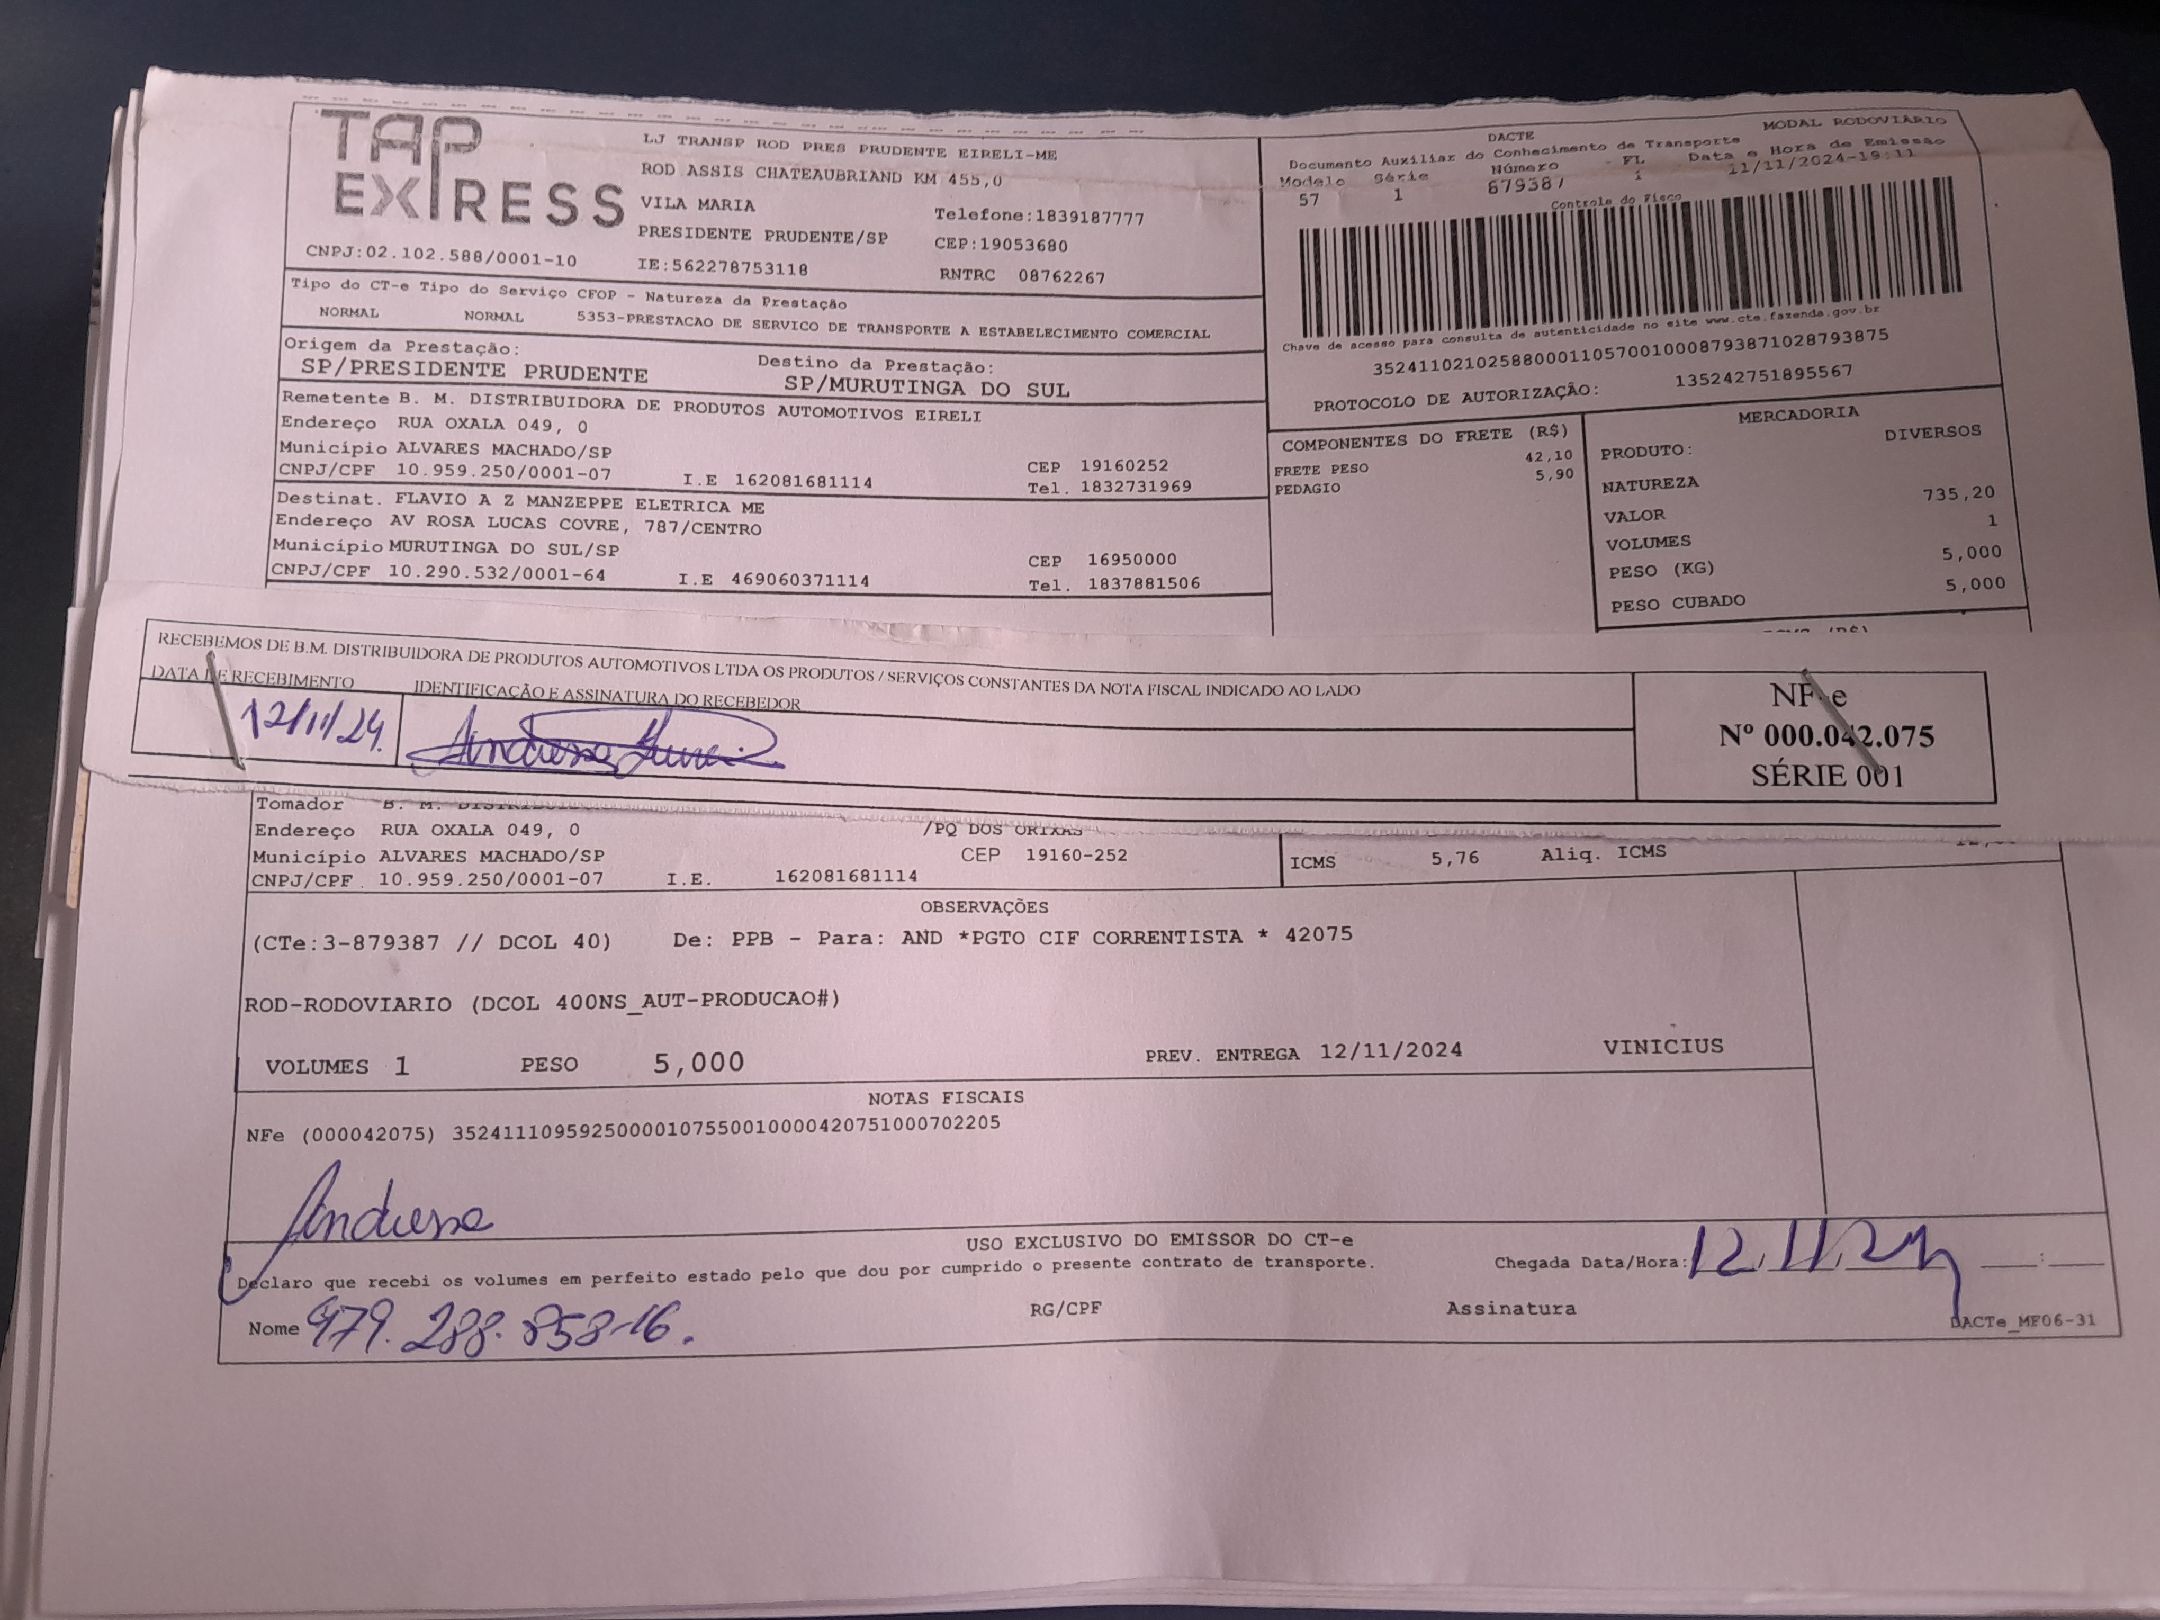 TAP EXPRESS
LJ TRANSP ROD PRES PRUDENTE EIRELI-ME
ROD ASSIS CHATEAUBRIAND KM 455,0
VILA MARIA Telefone:1839187777
PRESIDENTE PRUDENTE/SP CEP:19053680
CNPJ:02.102.588/0001-10 IE:562278753118 RNTRC 08762267
DACTE MODAL RODOVIÁRIO
Documento Auxiliar do Conhecimento de Transporte
Modelo Série Número FL Data e Hora de Emissão
57 1 879387 1 11/11/2024-19:11
Controle do Fisco
Chave de acesso para consulta de autenticidade no site www.cte.fazenda.gov.br
35241102102588000110570010008793871028793875
PROTOCOLO DE AUTORIZAÇÃO: 135242751895567
Tipo do CT-e Tipo do Serviço CFOP - Natureza da Prestação
NORMAL NORMAL 5353-PRESTACAO DE SERVICO DE TRANSPORTE A ESTABELECIMENTO COMERCIAL
Origem da Prestação: Destino da Prestação:
SP/PRESIDENTE PRUDENTE SP/MURUTINGA DO SUL
Remetente B. M. DISTRIBUIDORA DE PRODUTOS AUTOMOTIVOS EIRELI
Endereço RUA OXALA 049, 0
Município ALVARES MACHADO/SP CEP 19160252
CNPJ/CPF 10.959.250/0001-07 I.E 162081681114 Tel. 1832731969
Destinat. FLAVIO A Z MANZEPPE ELETRICA ME
Endereço AV ROSA LUCAS COVRE, 787/CENTRO
Município MURUTINGA DO SUL/SP CEP 16950000
CNPJ/CPF 10.290.532/0001-64 I.E 469060371114 Tel. 1837881506
COMPONENTES DO FRETE (R$)
FRETE PESO 42,10
PEDAGIO 5,90
MERCADORIA
PRODUTO: DIVERSOS
NATUREZA
VALOR 735,20
VOLUMES 1
PESO (KG) 5,000
PESO CUBADO 5,000
RECEBEMOS DE B.M. DISTRIBUIDORA DE PRODUTOS AUTOMOTIVOS LTDA OS PRODUTOS / SERVIÇOS CONSTANTES DA NOTA FISCAL INDICADO AO LADO
DATA DE RECEBIMENTO IDENTIFICAÇÃO E ASSINATURA DO RECEBEDOR
12/11/24.
NF-e
Nº 000.042.075
SÉRIE 001
Tomador B. M.
Endereço RUA OXALA 049, 0 /PQ DOS ORIXAS
Município ALVARES MACHADO/SP CEP 19160-252
CNPJ/CPF 10.959.250/0001-07 I.E. 162081681114
ICMS 5,76 Aliq. ICMS
OBSERVAÇÕES
(CTe:3-879387 // DCOL 40) De: PPB - Para: AND *PGTO CIF CORRENTISTA * 42075
ROD-RODOVIARIO (DCOL 400NS_AUT-PRODUCAO#)
VOLUMES 1 PESO 5,000 PREV. ENTREGA 12/11/2024 VINICIUS
NOTAS FISCAIS
NFe (000042075) 35241110959250000107550010000420751000702205
Andressa
USO EXCLUSIVO DO EMISSOR DO CT-e
Declaro que recebi os volumes em perfeito estado pelo que dou por cumprido o presente contrato de transporte. Chegada Data/Hora: 12/11/24 :
Nome 479.288.858-16. RG/CPF Assinatura
DACTe_MF06-31